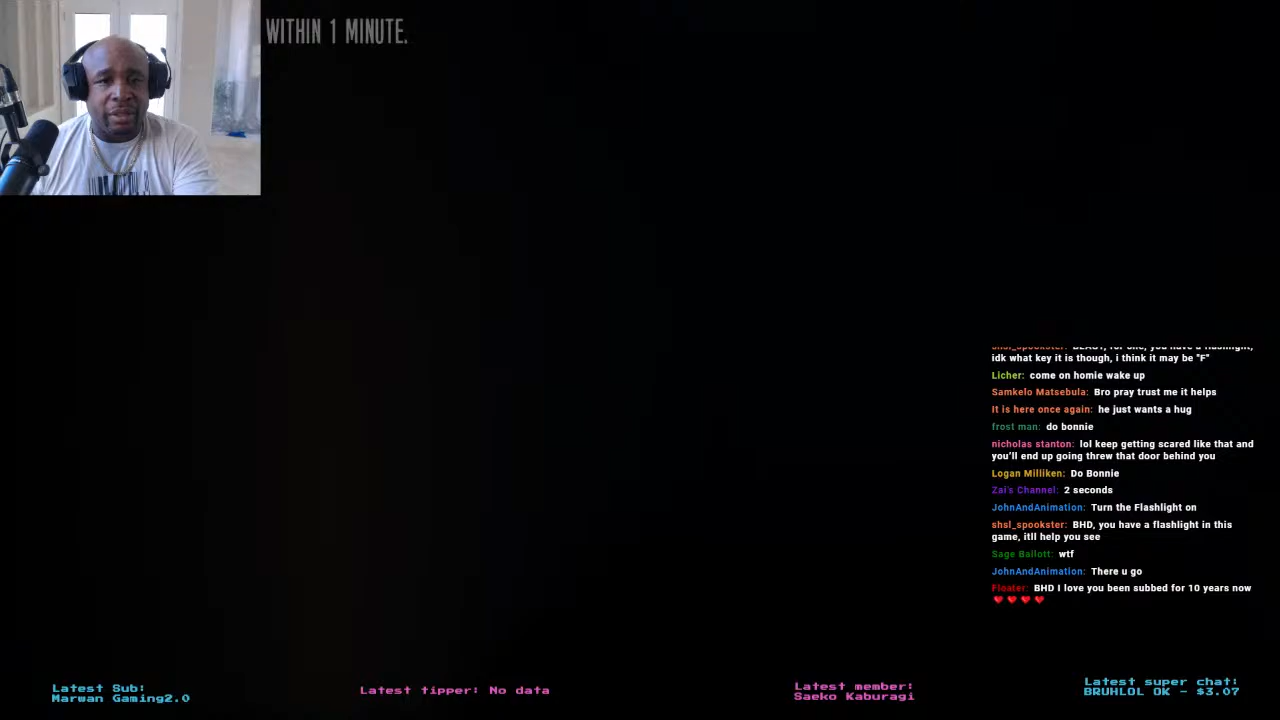 WITHIN 1 MINUTE.
idk what key it is though, i think it may be "F"
Licher: come on homie wake up
Samkelo Matsebula: Bro pray trust me it helps
It is here once again: he just wants a hug
frost man: do bonnie
nicholas stanton: lol keep getting scared like that and
you'll end up going threw that door behind you
Logan Milliken: Do Bonnie
Zai's Channel: 2 seconds
JohnAndAnimation: Turn the Flashlight on
shsl_spookster: BHD, you have a flashlight in this
game, itll help you see
Sage Ballott: wtf
JohnAndAnimation: There u go
Floater: BHD I love you been subbed for 10 years now
Latest Sub:
Marwan Gaming2.0
Latest tipper: No data
Latest member:
Saeko Kaburagi
Latest super chat:
BRUHLOL OK - $3.07